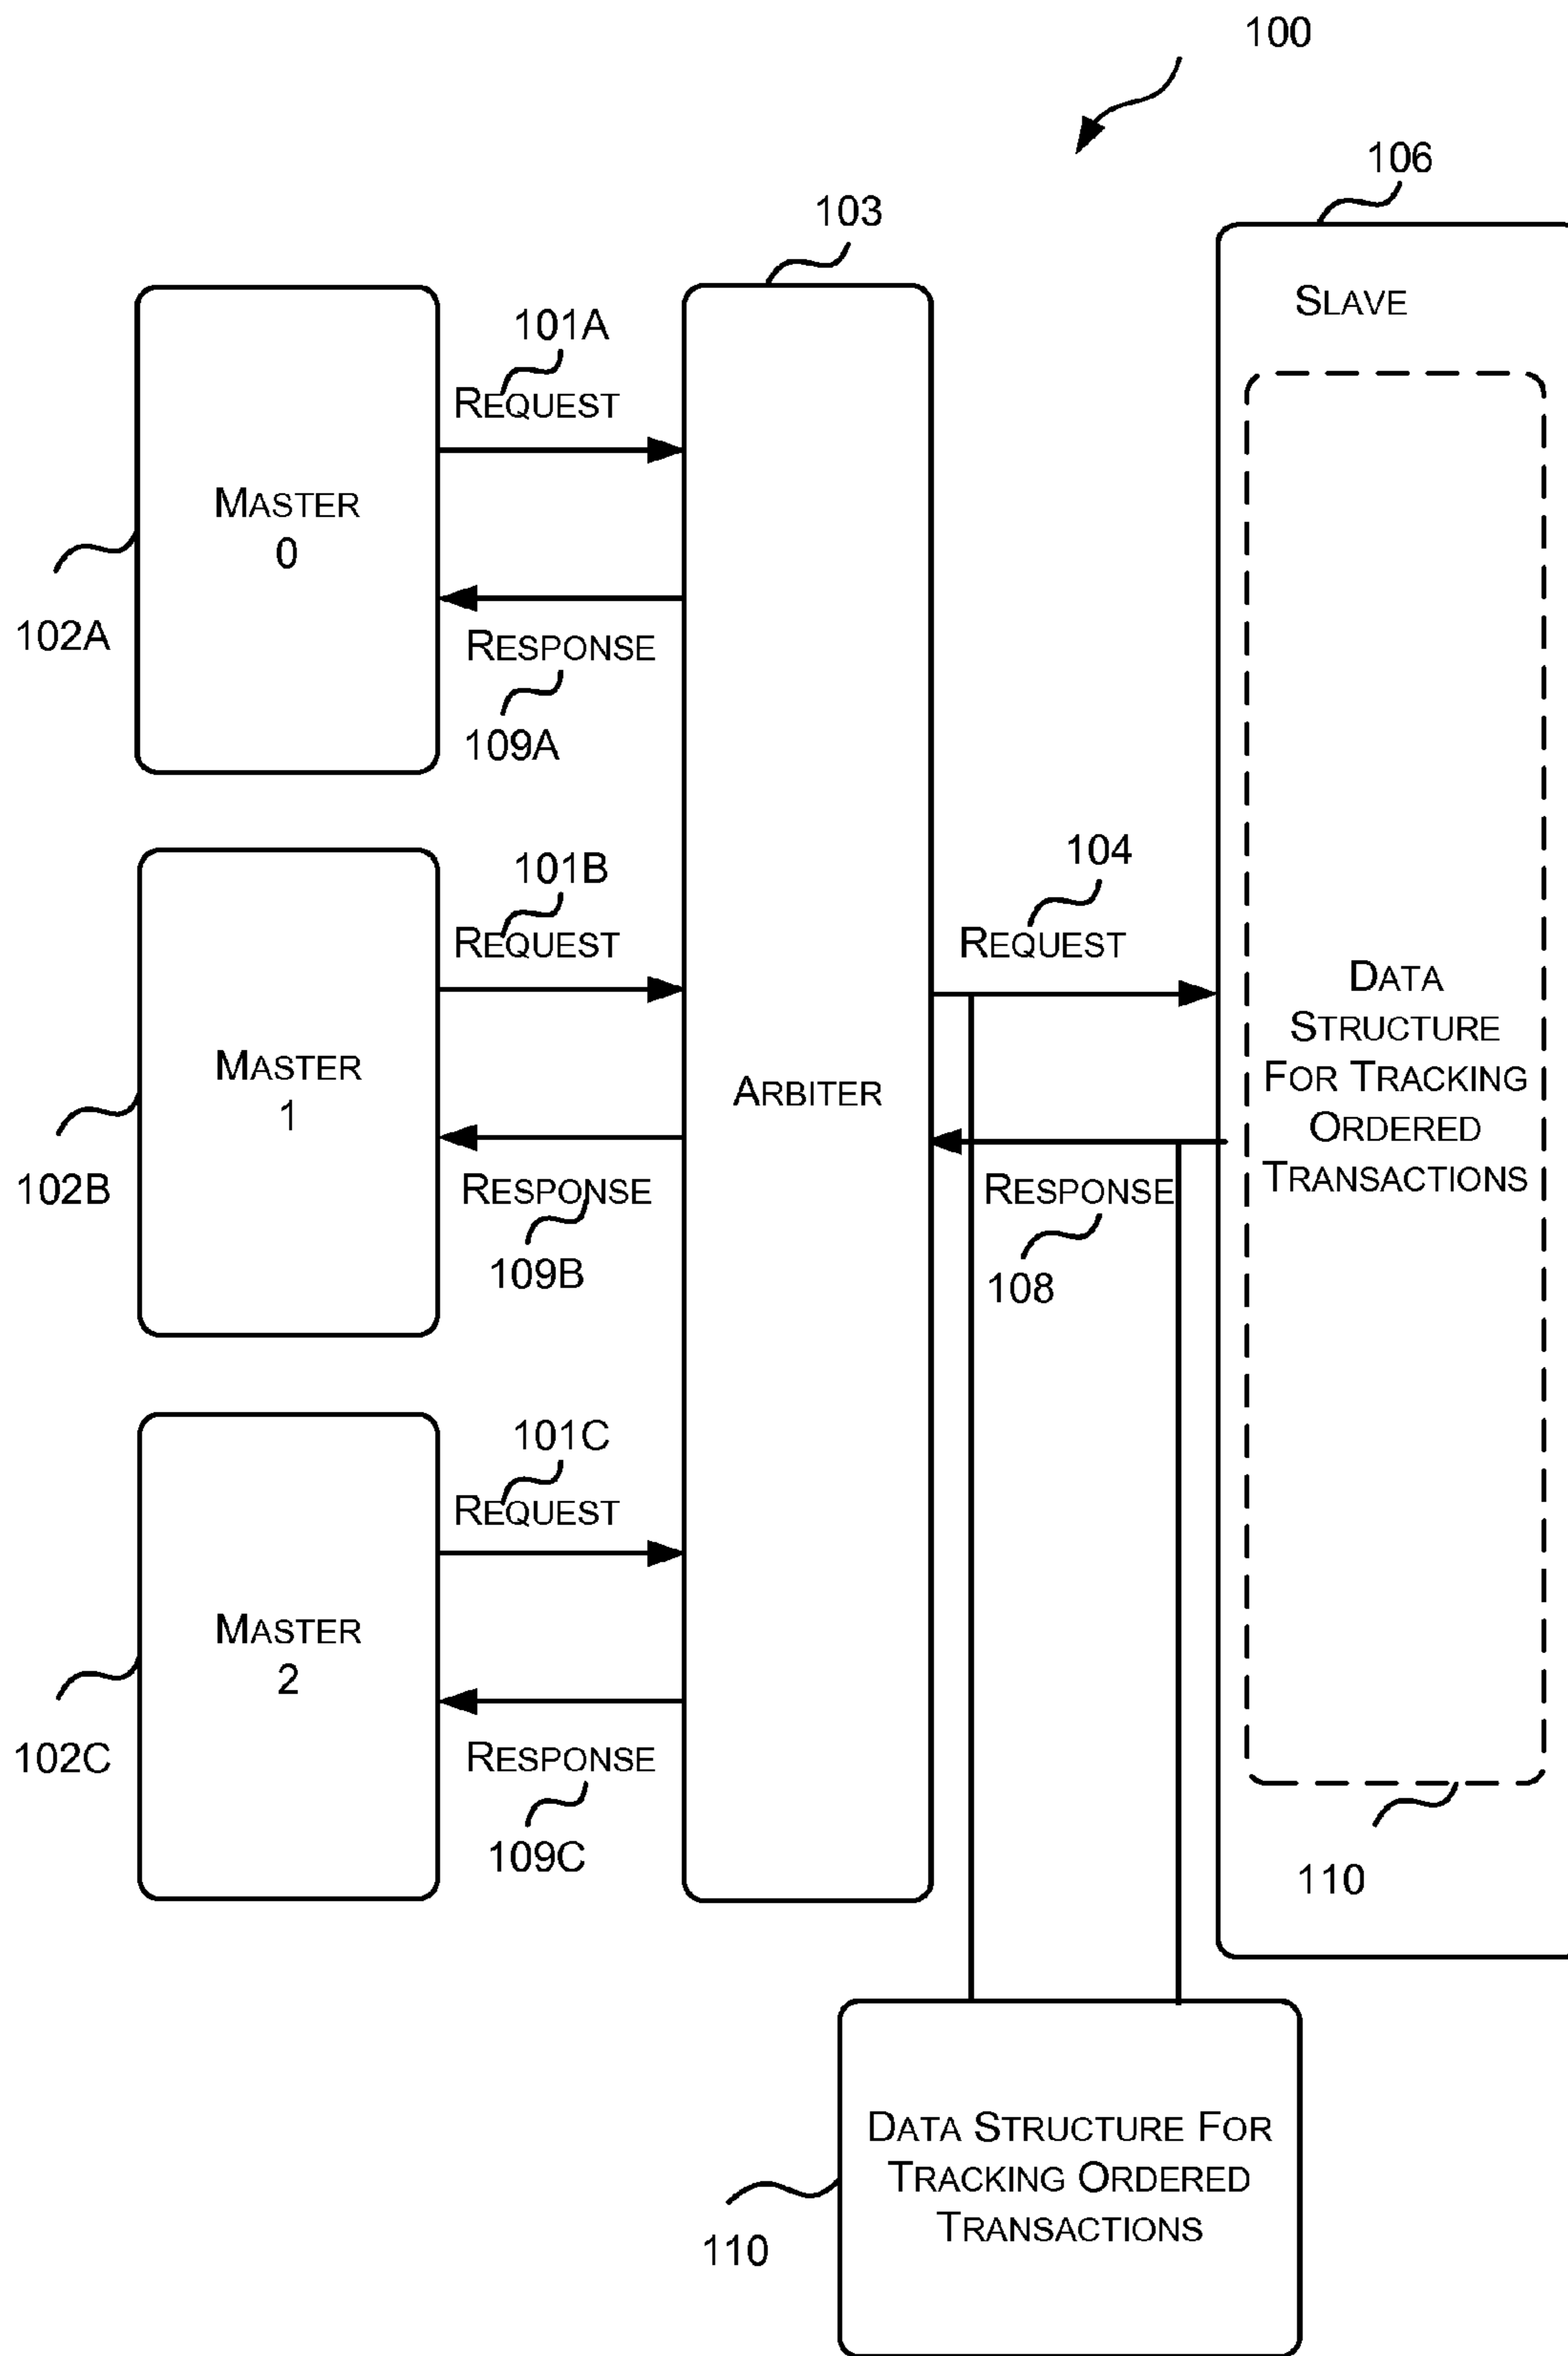 100
106
103
SLAVE
101A
REQUEST
MASTER
0
102A
RESPONSE
109A
101B
REQUEST
104
REQUEST
DATA
STRUCTURE
FOR TRACKING
ORDERED
TRANSACTIONS
MASTER
1
ARBITER
102B
RESPONSE
109B
RESPONSE
108
101C
REQUEST
MASTER
2
102C
RESPONSE
109C
110
DATA STRUCTURE FOR
TRACKING ORDERED
TRANSACTIONS
110